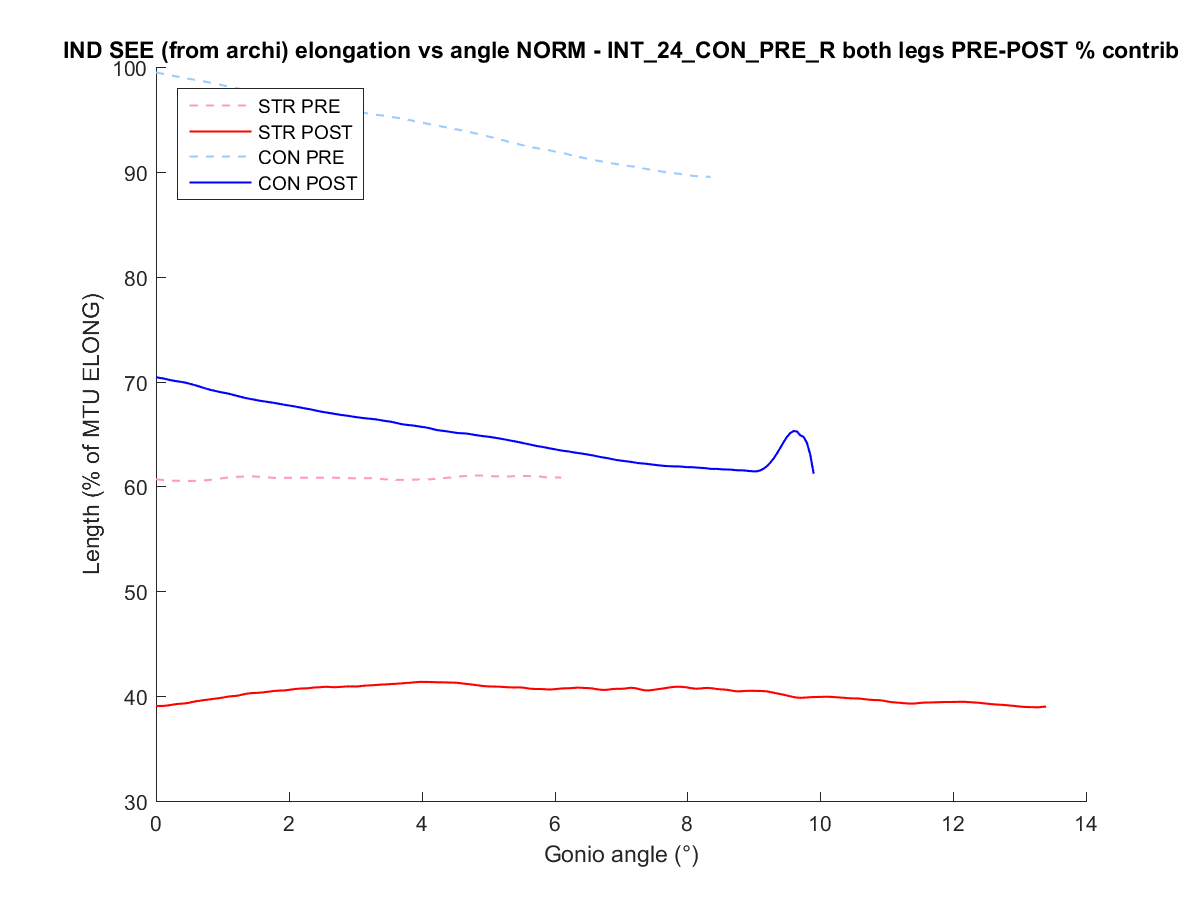 IND SEE (from archi) elongation vs angle NORM - INT_24_CON_PRE_R both legs PRE-POST % contrib
100
90
80
70
60
50
40
30
Length (% of MTU ELONG)
STR PRE
STR POST
CON PRE
CON POST
0 2 4 6 8 10 12 14
Gonio angle (°)